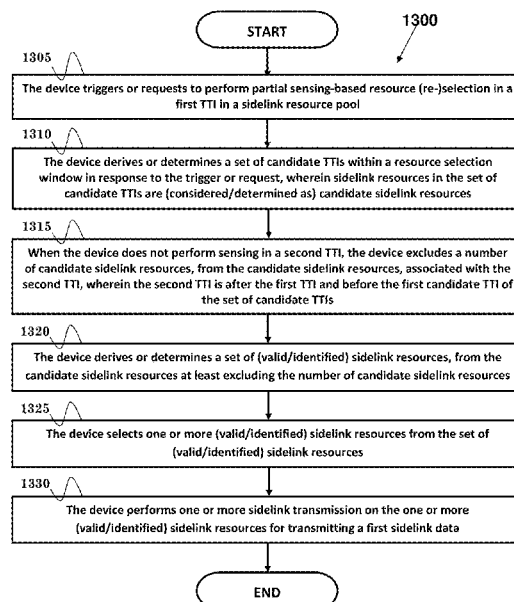 START
1300
1305
The device triggers or requests to perform partial sensing-based resource (re-)selection in a
first TTI in a sidelink resource pool
1310
The device derives or determines a set of candidate TTIs within a resource selection
window in response to the trigger or request, wherein sidelink resources in the set of
candidate TTIs are (considered/determined as) candidate sidelink resources
1315
When the device does not perform sensing in a second TTI, the device excludes a number
of candidate sidelink resources, from the candidate sidelink resources, associated with the
second TTI, wherein the second TTI is after the first TTI and before the first candidate TTI of
the set of candidate TTIs
1320
The device derives or determines a set of (valid/identified) sidelink resources, from the
candidate sidelink resources at least excluding the number of candidate sidelink resources
1325
The device selects one or more (valid/identified) sidelink resources from the set of
(valid/identified) sidelink resources
1330
The device performs one or more sidelink transmission on the one or more
(valid/identified) sidelink resources for transmitting a first sidelink data
END